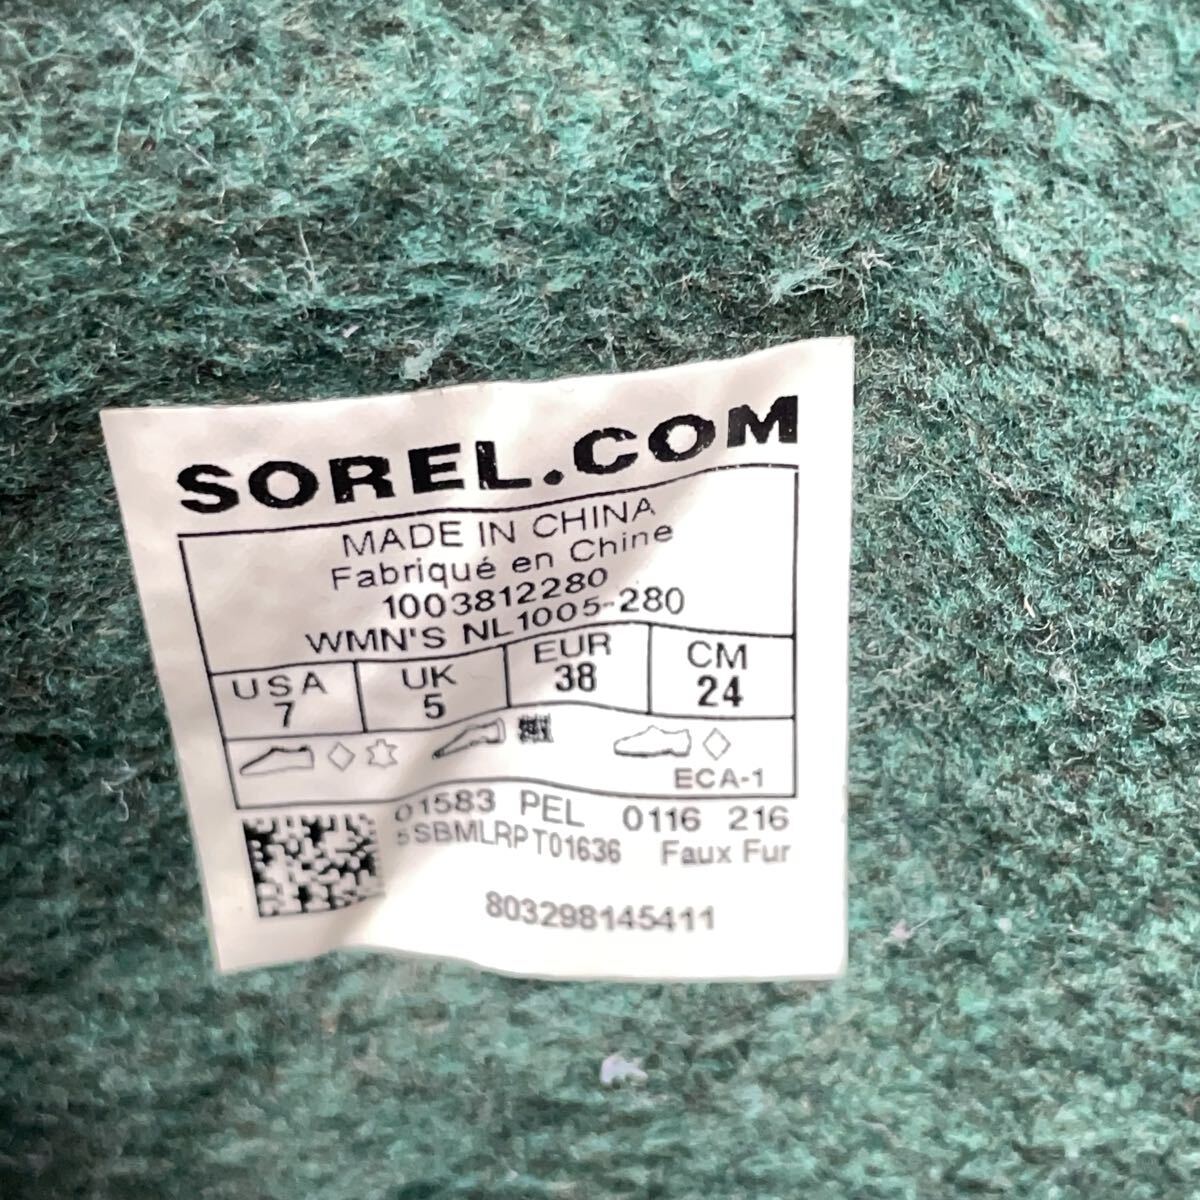 SOREL.COM
MADE IN CHINA
Fabriqué en Chine
1003812280
WMN'S NL1005-280
USA UK EUR CM
7 5 38 24
ECA-1
01583 PEL 0116 216
5SBMLRPT01636 Faux Fur
803298145411